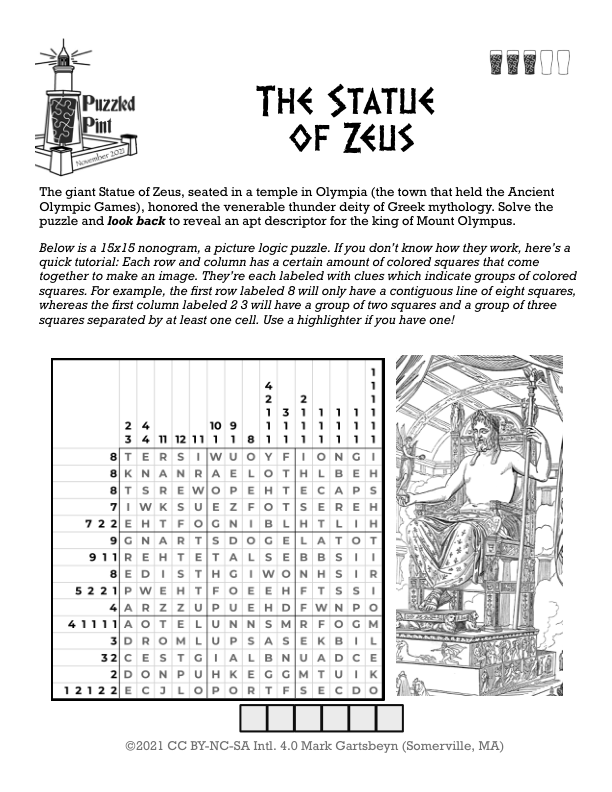 Puzzled
Pint
November 2021
THE STATUE
OF ZEUS
The giant Statue of Zeus, seated in a temple in Olympia (the town that held the Ancient
Olympic Games), honored the venerable thunder deity of Greek mythology. Solve the
puzzle and look back to reveal an apt descriptor for the king of Mount Olympus.
Below is a 15x15 nonogram, a picture logic puzzle. If you don't know how they work, here's a
quick tutorial: Each row and column has a certain amount of colored squares that come
together to make an image. They're each labeled with clues which indicate groups of colored
squares. For example, the first row labeled 8 will only have a contiguous line of eight squares,
whereas the first column labeled 2 3 will have a group of two squares and a group of three
squares separated by at least one cell. Use a highlighter if you have one!
1
4 1
2 2 1
1 3 1 1
2 4 10 9 1 1 1 1 1 1 1
3 4 11 12 11 1 1 8 1 1 1 1 1 1 1
8 T E R S I W U O Y F I O N G I
8 K N A N R A E L O T H L B E H
8 T S R E W O P E H T E C A P S
7 I W K S U E Z F O T S E R E H
7 2 2 E H T F O G N I B L H T L I H
9 G N A R T S D O G E L A T O T
9 1 1 R E H T E T A L S E B B S I I
8 E D I S T H G I W O N H S I R
5 2 2 1 P W E H T F O E E H F T S S I
4 A R Z Z U P U E H D F W N P O
4 1 1 1 1 A O T E L U N N S M R F O G M
3 D R O M L U P S A S E K B I L
3 2 C E S T G I A L B N U A D C E
2 D O N P U H K E G G M T U I K
1 2 1 2 2 E C J L O P O R T F S E C D O
©2021 CC BY-NC-SA Intl. 4.0 Mark Gartsbeyn (Somerville, MA)